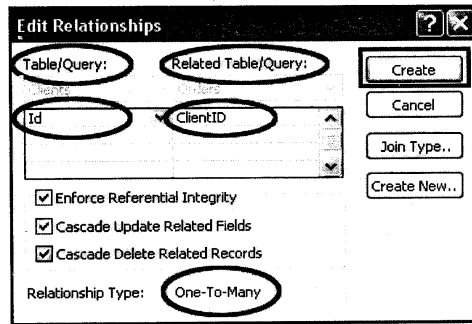 Edit Relationships
Table/Query: Related Table/Query:
Clients Orders
Id ClientID
Enforce Referential Integrity
Cascade Update Related Fields
Cascade Delete Related Records
Relationship Type: One-To-Many
?
Create
Cancel
Join Type..
Create New..